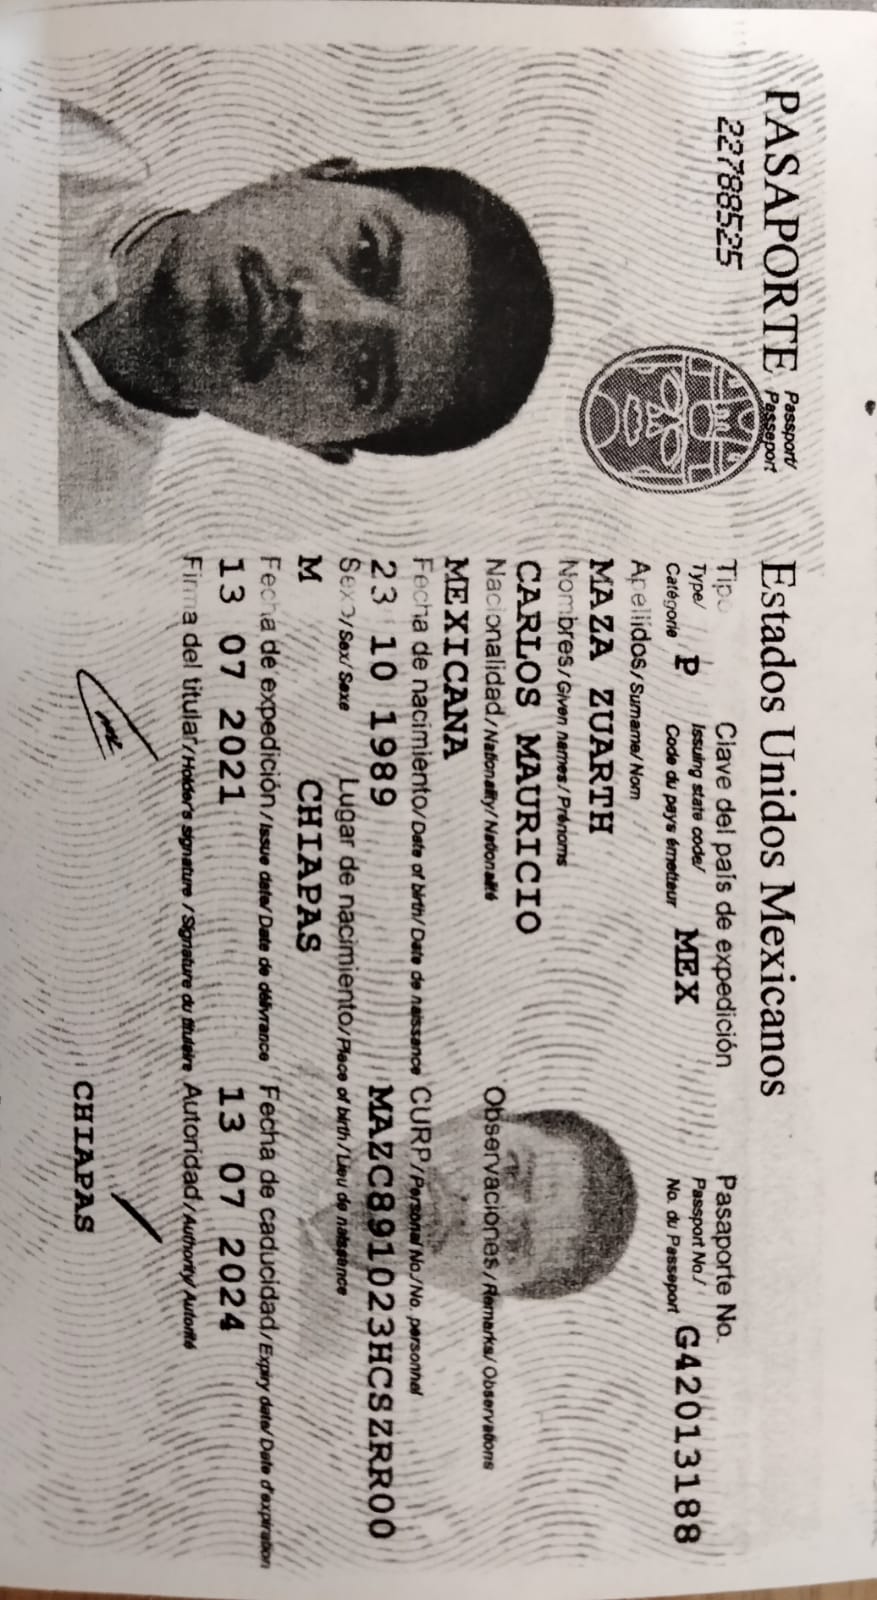 PASAPORTE Passport/ Passeport
22788525
Estados Unidos Mexicanos
Tipo Clave del país de expedición Pasaporte No.
Type/ Issuing state code/ Passport No./
Catégorie P Code du pays émetteur MEX No. du Passeport G42013188
Apellidos/Surname/Nom
MAZA ZUARTH
Nombres/Given names/Prénoms
CARLOS MAURICIO
Nacionalidad/Nationality/Nationalité Observaciones/Remarks/Observations
MEXICANA
Fecha de nacimiento/Date of birth/Date de naissance CURP/Personal No./No. personnel
23 10 1989 MAZC891023HCSZRR00
Sexo/Sex/Sexe Lugar de nacimiento/Place of birth/Lieu de naissance
M CHIAPAS
Fecha de expedición/Issue date/Date de délivrance Fecha de caducidad/Expiry date/Date d'expiration
13 07 2021 13 07 2024
Firma del titular/Holder's signature/Signature du titulaire Autoridad/Authority/Autorité
CHIAPAS